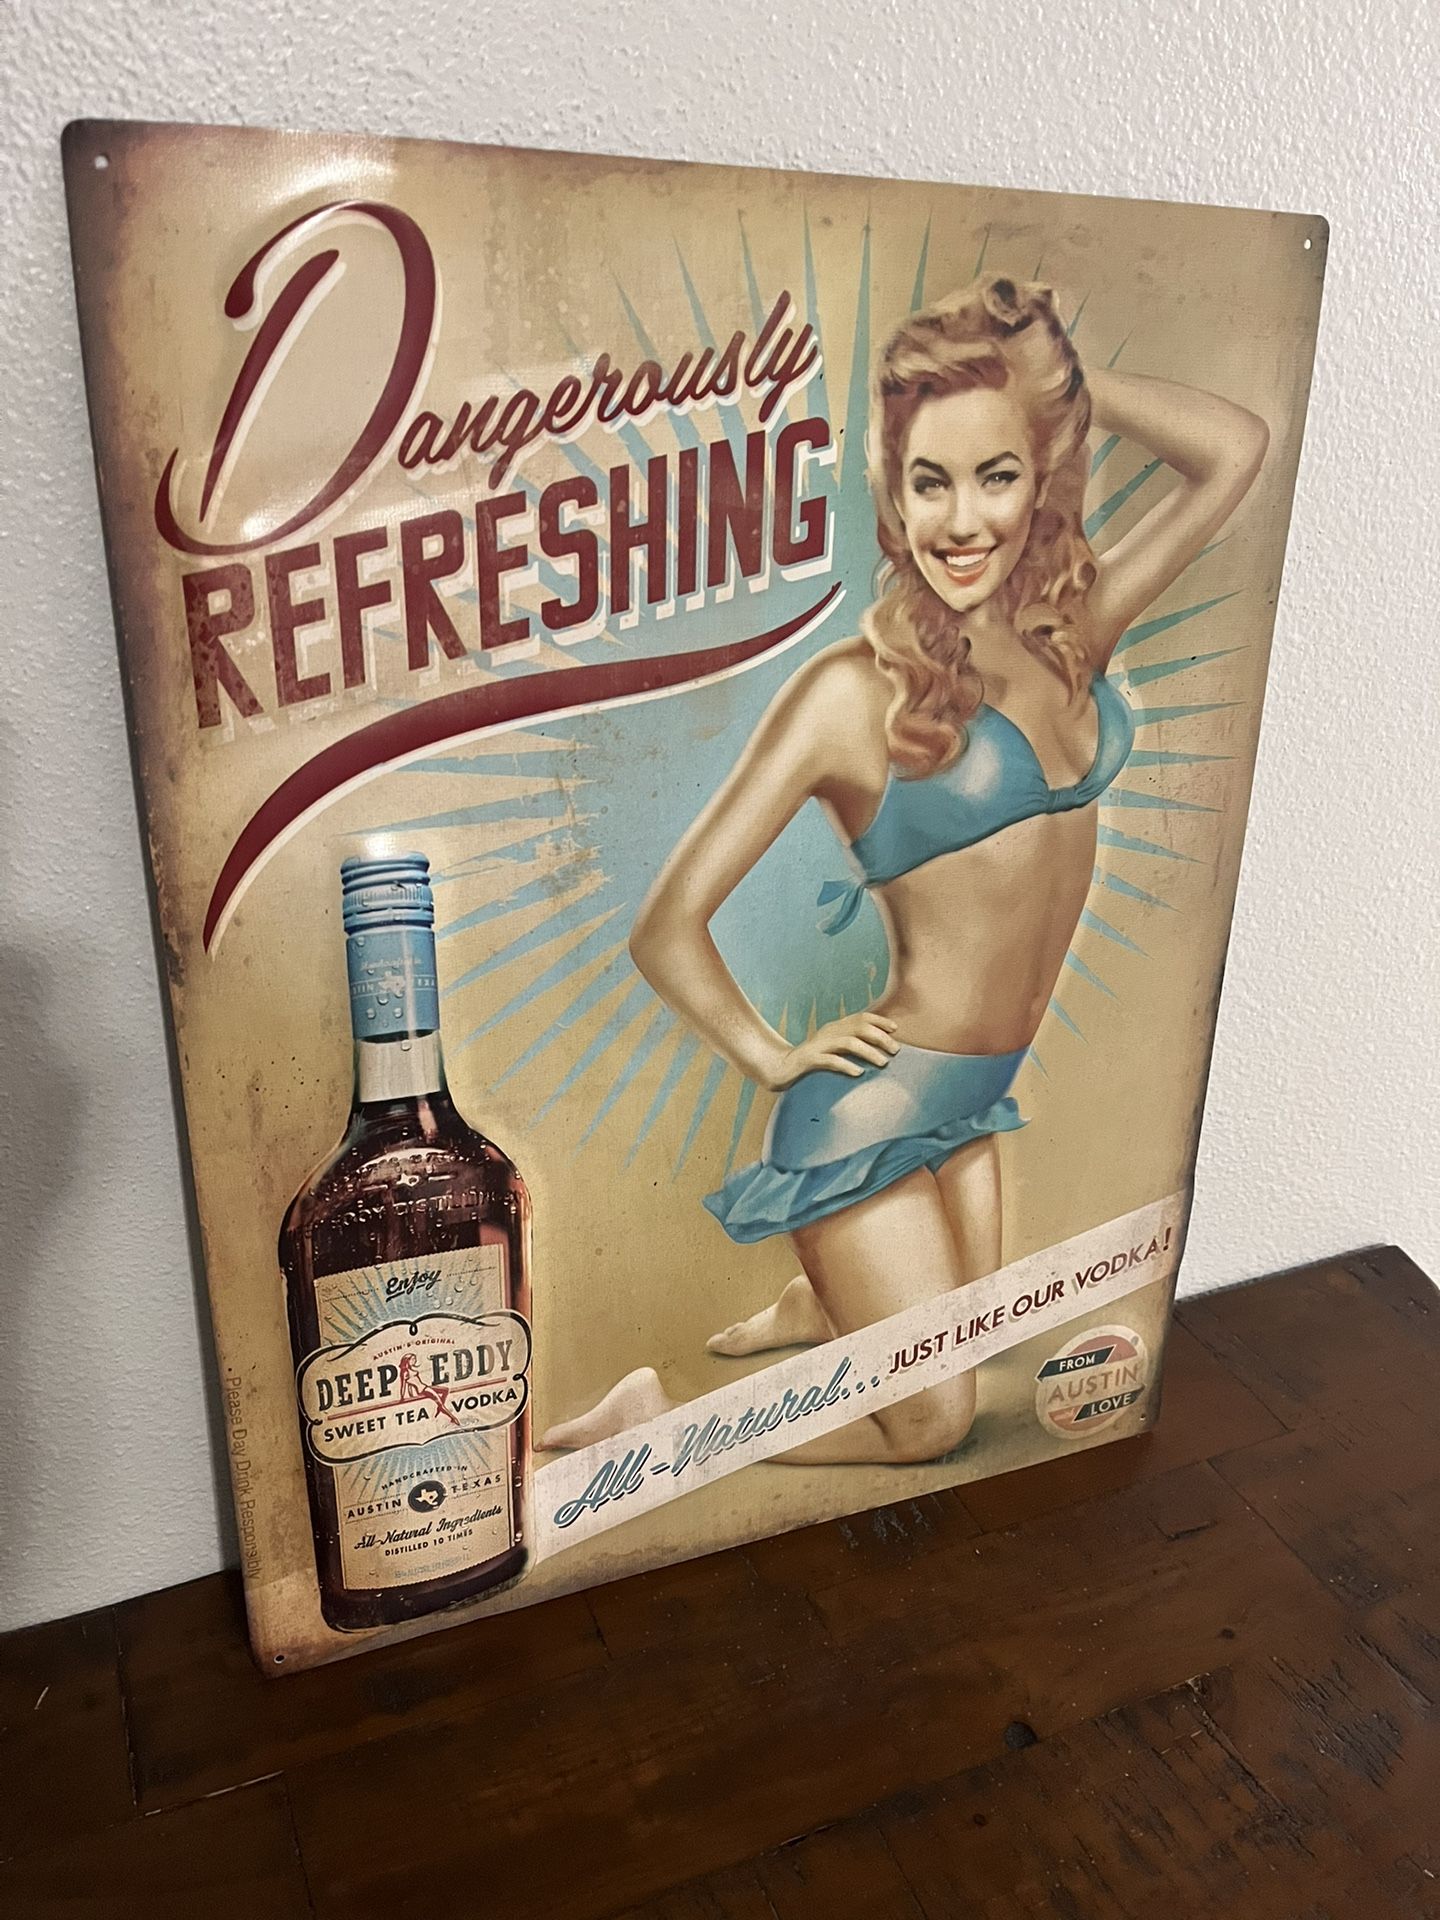 Dangerously
REFRESHING
TEXAS
Enjoy
AUSTIN'S ORIGINAL
DEEP EDDY
SWEET TEA VODKA
HANDCRAFTED IN
AUSTIN TEXAS
All-Natural Ingredients
DISTILLED 10 TIMES
• Please Day Drink Responsibly
All-Natural... JUST LIKE OUR VODKA!
FROM
AUSTIN
LOVE